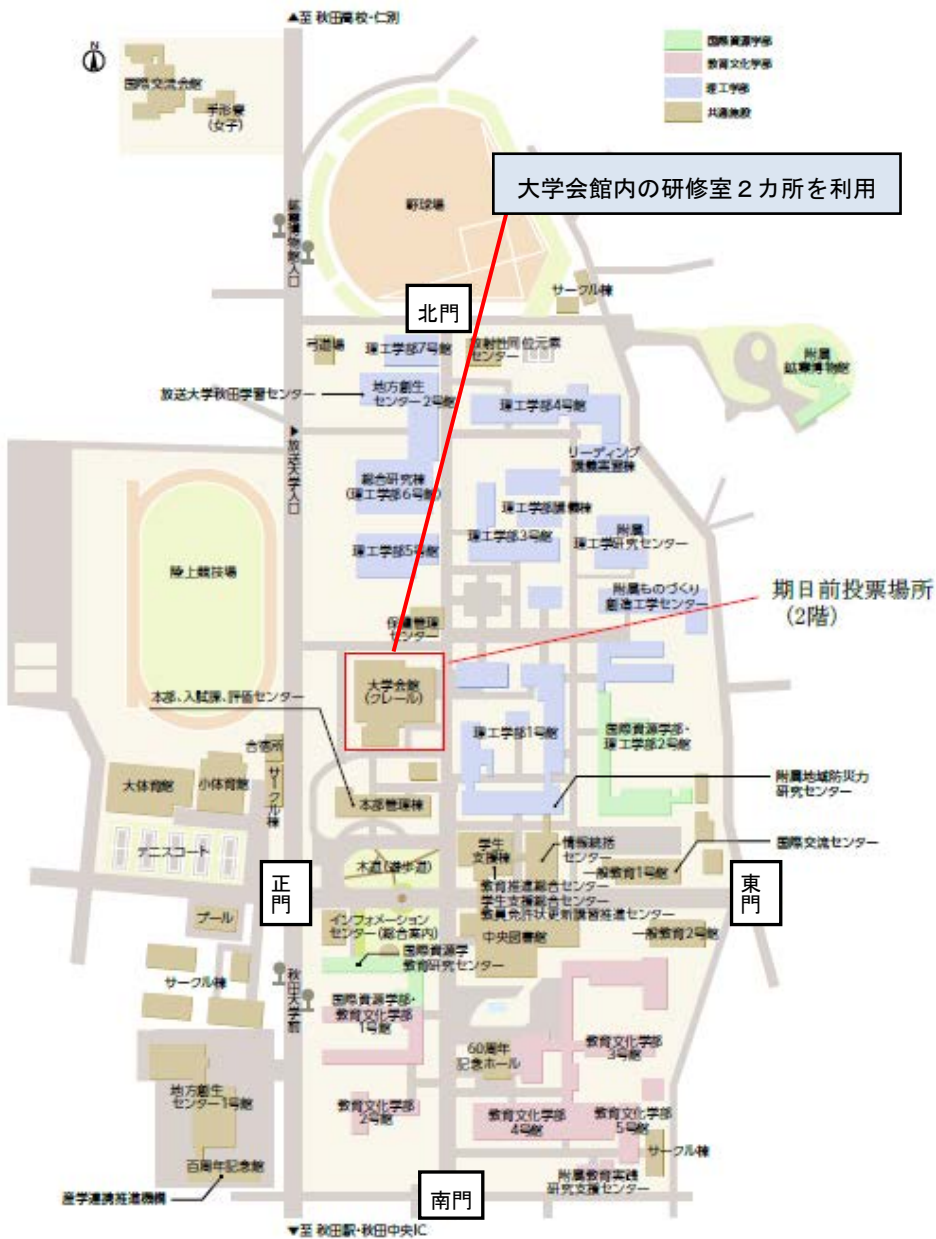 ▲至 秋田高校・仁別
N
国際資源学部
教育文化学部
理工学部
共通施設
国際交流会館
手形寮
(女子)
大学会館内の研修室２カ所を利用
野球場
鉱業博物館入口
サークル棟
北門
弓道場
理工学部7号館
放射性同位元素
センター
附属
鉱業博物館
放送大学秋田学習センター
地方創生
センター2号館
理工学部4号館
▶放送大学入口
リーディング
講義実習棟
総合研究棟
(理工学部6号館)
理工学部講義棟
理工学部3号館
附属
理工学研究センター
理工学部5号館
陸上競技場
附属ものづくり
創造工学センター
期日前投票場所
(2階)
保健管理
センター
大学会館
(クレール)
本部、入試課、評価センター
理工学部1号館
国際資源学部・
理工学部2号館
合宿所
大体育館
小体育館
サークル棟
本部管理棟
附属地域防災力
研究センター
テニスコート
学生
支援棟
情報統括
センター
国際交流センター
木道(遊歩道)
一般教育1号館
正門
東門
教育推進総合センター
学生支援総合センター
教員免許状更新講習推進センター
プール
インフォメーション
センター(総合案内)
中央図書館
一般教育2号館
国際資源学
教育研究センター
サークル棟
秋田大学前
国際資源学部・
教育文化学部
1号館
60周年
記念ホール
教育文化学部
3号館
地方創生
センター1号館
教育文化学部
2号館
教育文化学部
4号館
教育文化学部
5号館
サークル棟
百周年記念館
附属教育実践
研究支援センター
産学連携推進機構
南門
▼至 秋田駅・秋田中央IC